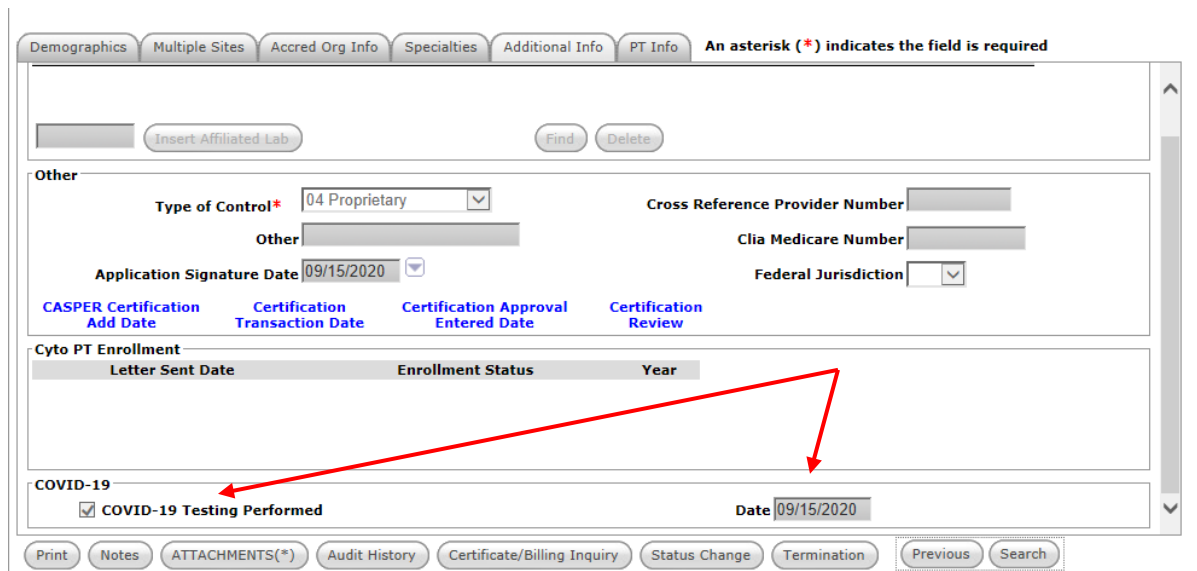 Demographics Multiple Sites Accred Org Info Specialties Additional Info PT Info An asterisk (*) indicates the field is required
Insert Affiliated Lab Find Delete
Other
Type of Control* 04 Proprietary Cross Reference Provider Number
Other Clia Medicare Number
Application Signature Date 09/15/2020 Federal Jurisdiction
CASPER Certification Certification Certification Approval Certification
Add Date Transaction Date Entered Date Review
Cyto PT Enrollment
Letter Sent Date Enrollment Status Year
COVID-19
COVID-19 Testing Performed Date 09/15/2020
Print Notes ATTACHMENTS(*) Audit History Certificate/Billing Inquiry Status Change Termination Previous Search